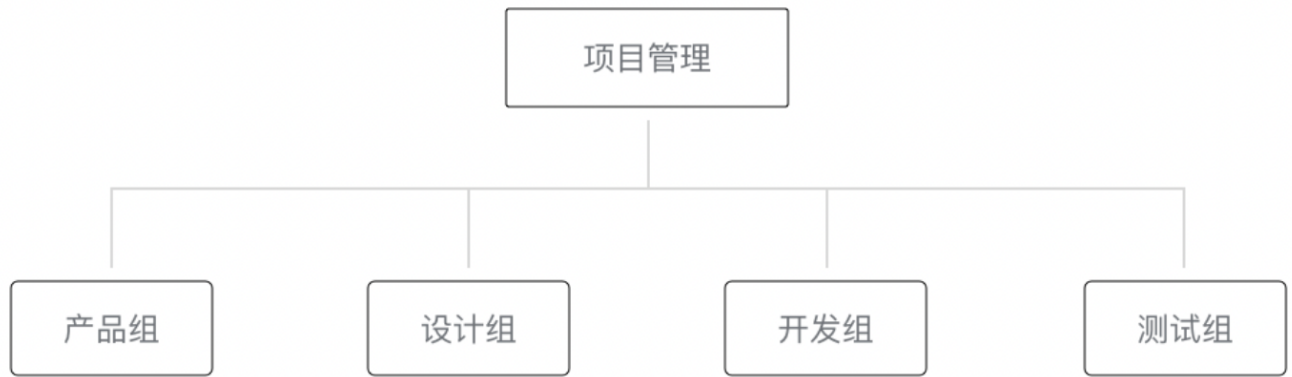 项目管理
产品组
设计组
开发组
测试组